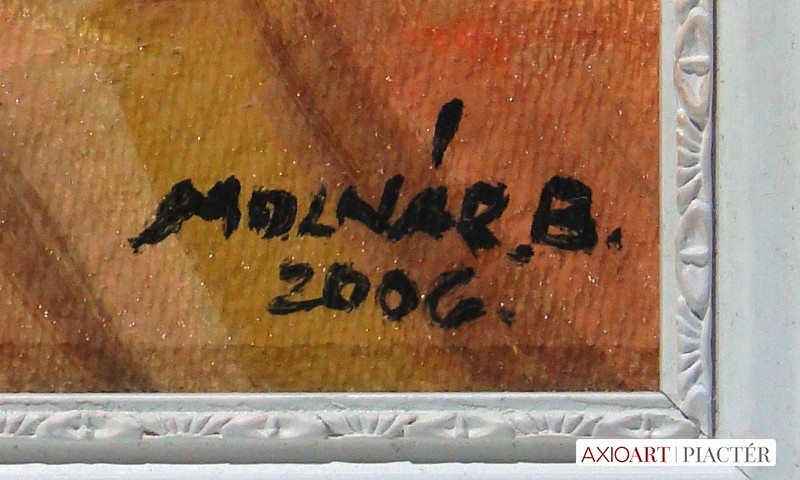 MOLNÁR.B.
2006.
AXIOART | PIACTÉR